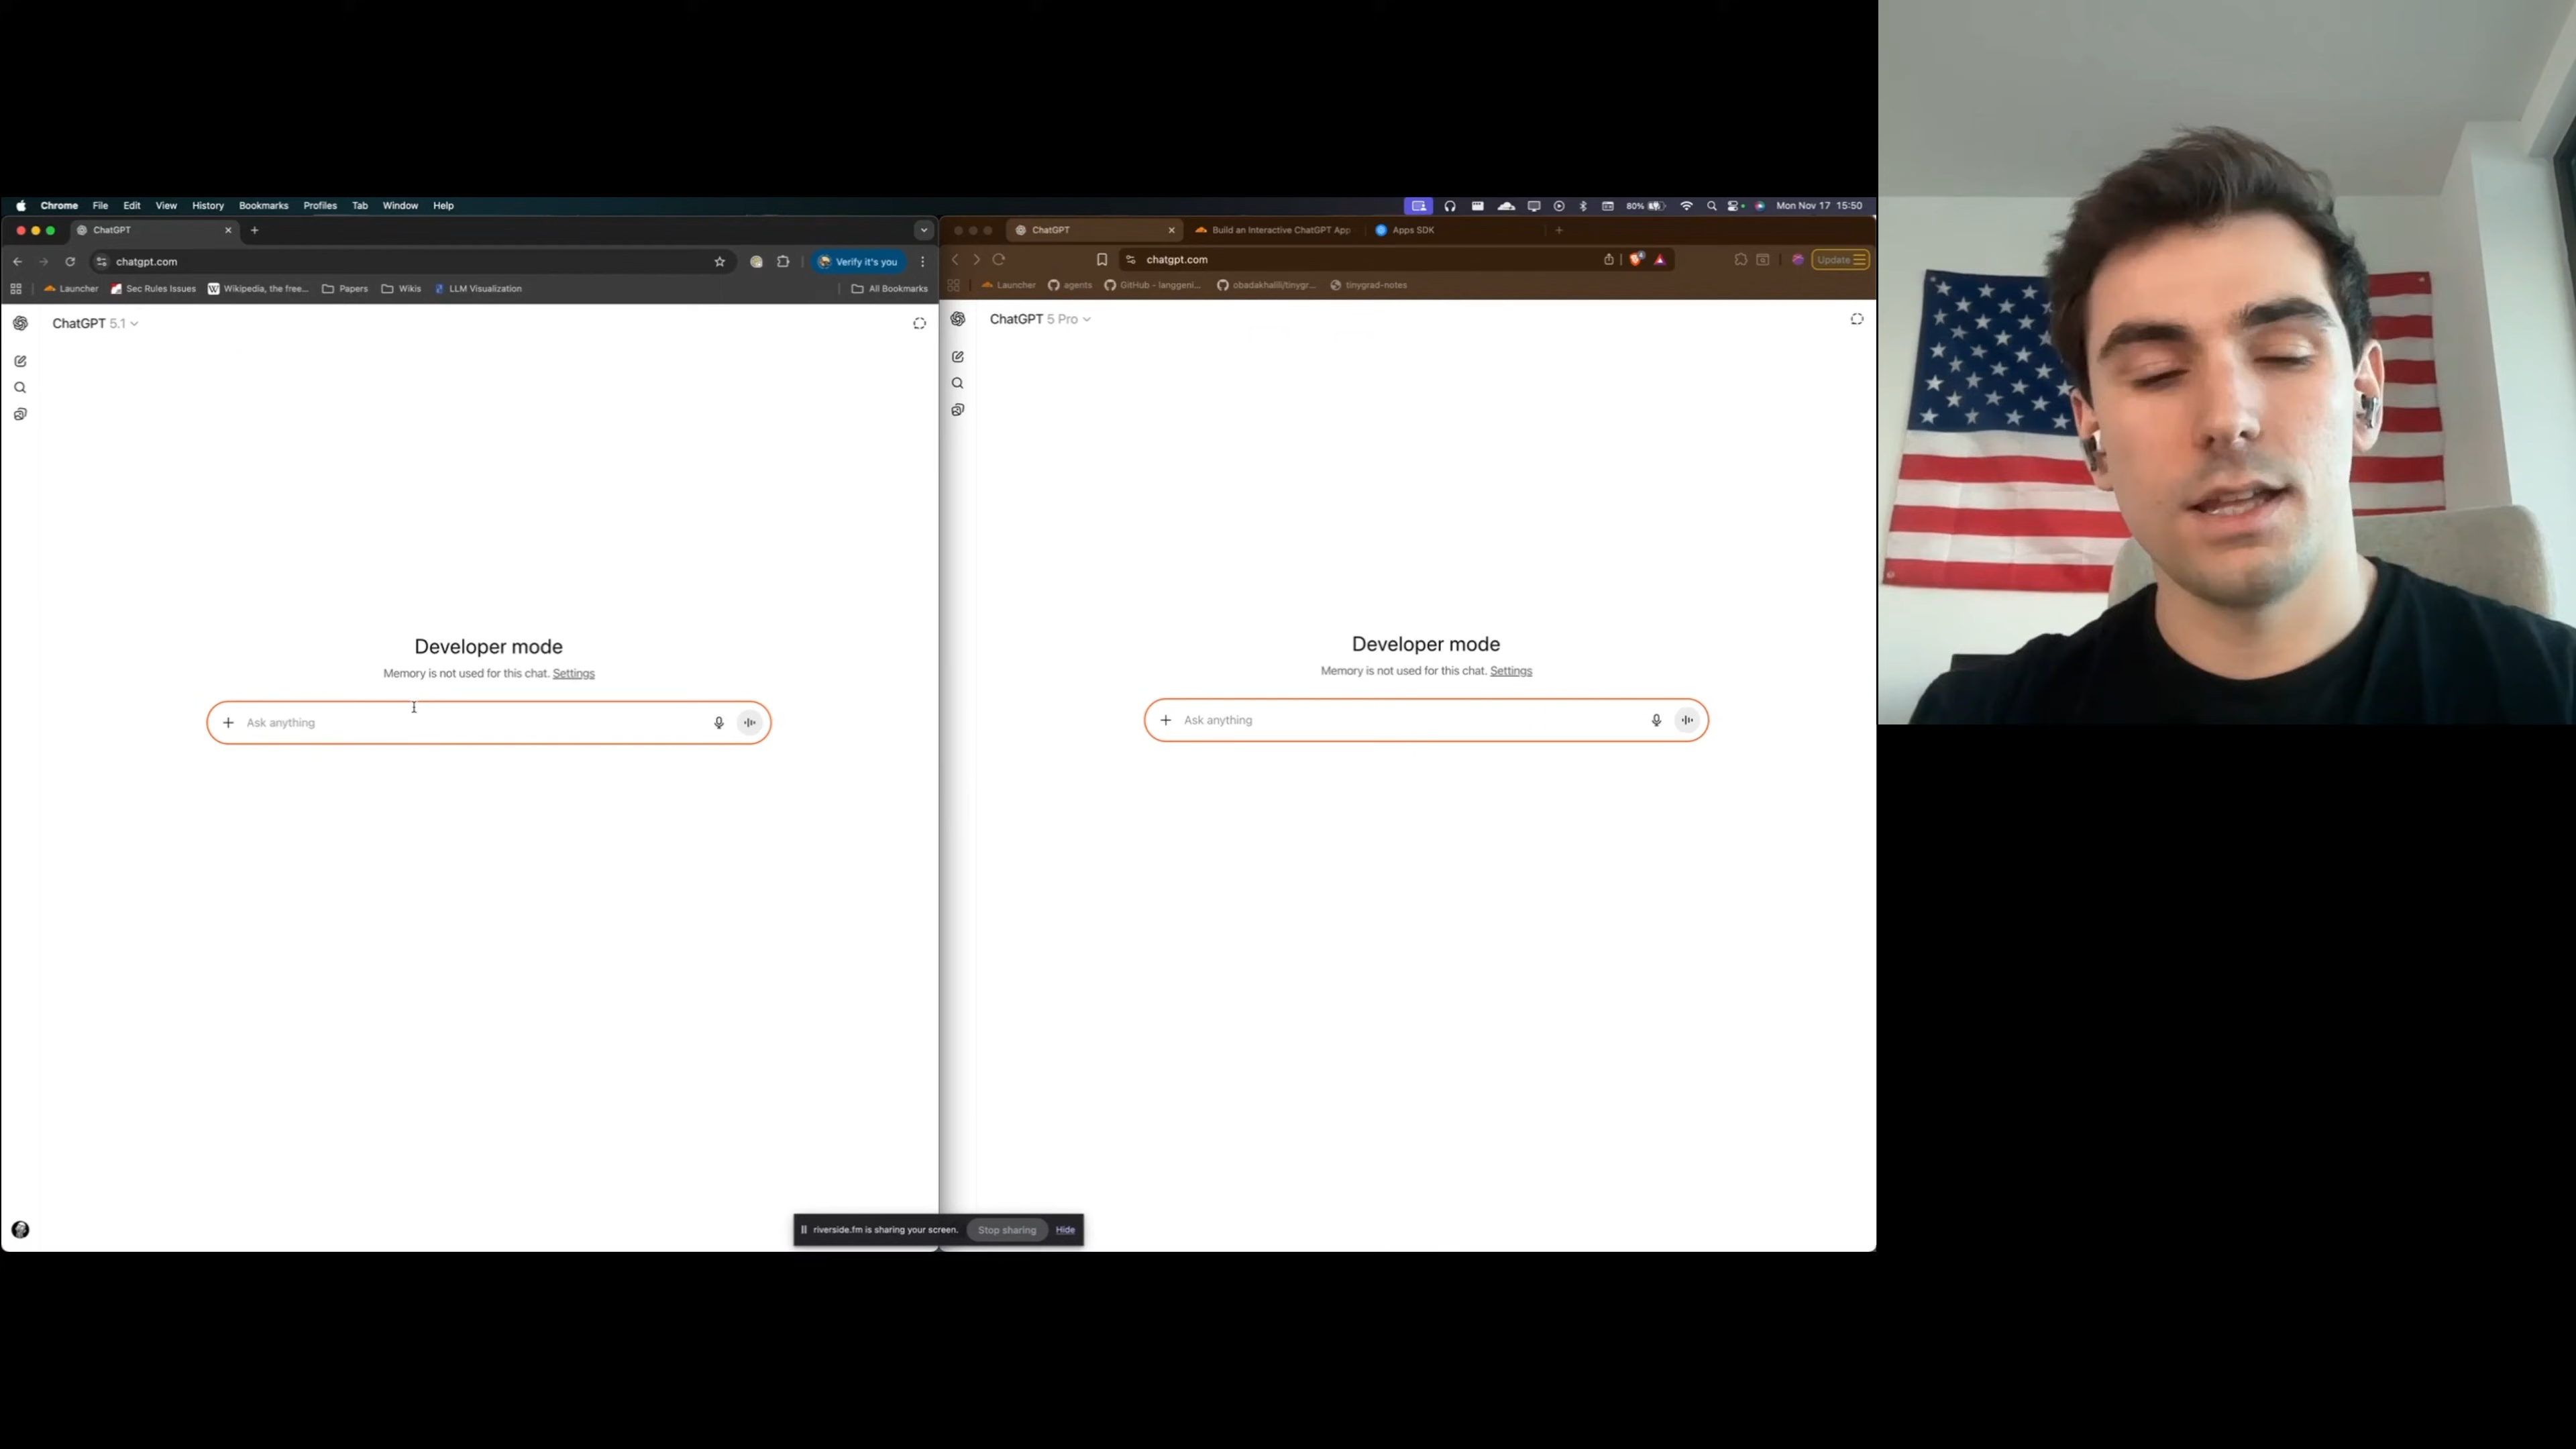 Chrome File Edit View History Bookmarks Profiles Tab Window Help
80% Mon Nov 17 15:50
ChatGPT
chatgpt.com
Verify it's you
Launcher Sec Rules Issues Wikipedia, the free... Papers Wikis LLM Visualization All Bookmarks
ChatGPT 5.1
Developer mode
Memory is not used for this chat. Settings
Ask anything
ChatGPT Build an Interactive ChatGPT App Apps SDK
chatgpt.com
Update
Launcher agents GitHub - langgeni... obadakhalili/tinygr... tinygrad-notes
ChatGPT 5 Pro
Developer mode
Memory is not used for this chat. Settings
Ask anything
riverside.fm is sharing your screen. Stop sharing Hide